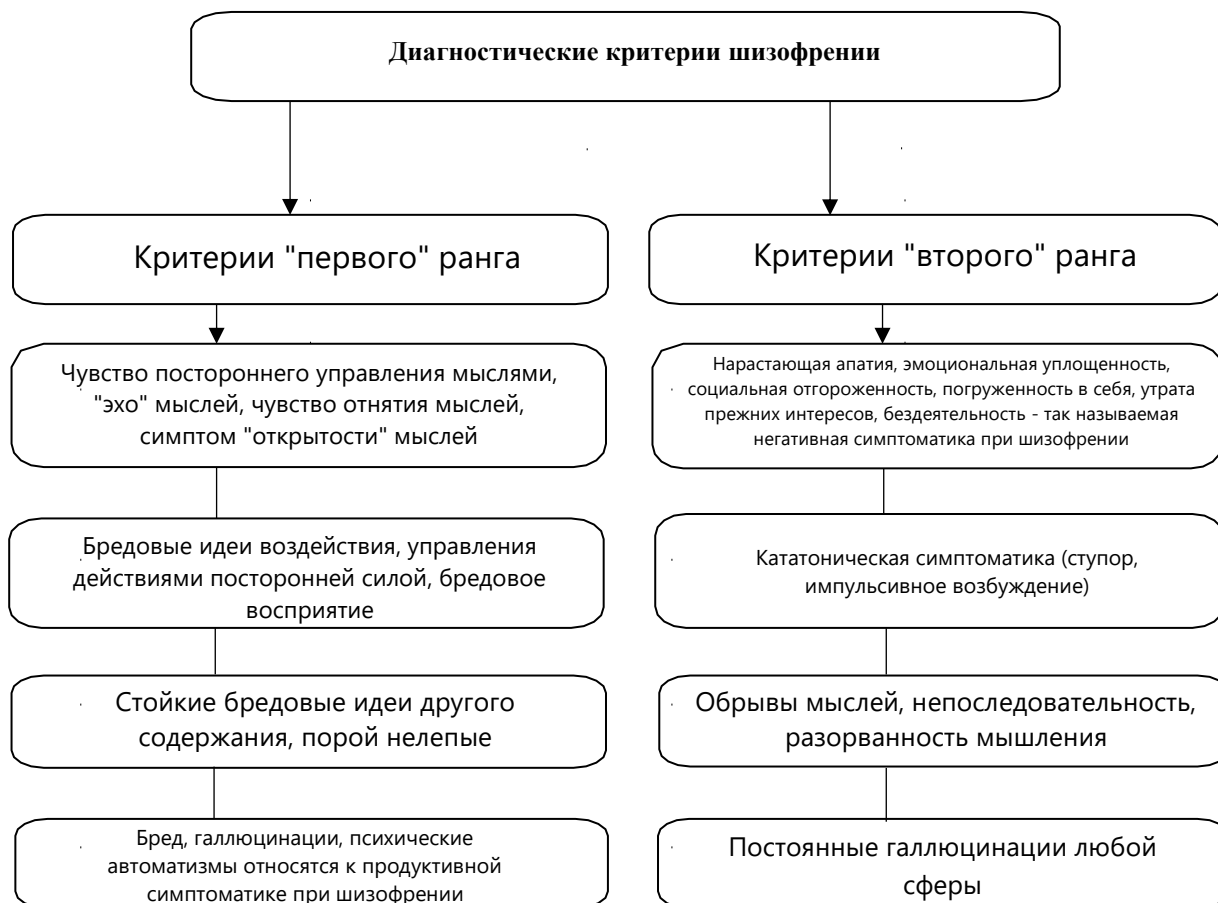 Диагностические критерии шизофрении
Критерии "первого" ранга
Чувство постороннего управления мыслями,
"эхо" мыслей, чувство отнятия мыслей,
симптом "открытости" мыслей
Бредовые идеи воздействия, управления
действиями посторонней силой, бредовое
восприятие
Стойкие бредовые идеи другого
содержания, порой нелепые
Бред, галлюцинации, психические
автоматизмы относятся к продуктивной
симптоматике при шизофрении
Критерии "второго" ранга
Нарастающая апатия, эмоциональная уплощенность,
социальная отгороженность, погруженность в себя, утрата
прежних интересов, бездеятельность - так называемая
негативная симптоматика при шизофрении
Кататоническая симптоматика (ступор,
импульсивное возбуждение)
Обрывы мыслей, непоследовательность,
разорванность мышления
Постоянные галлюцинации любой
сферы